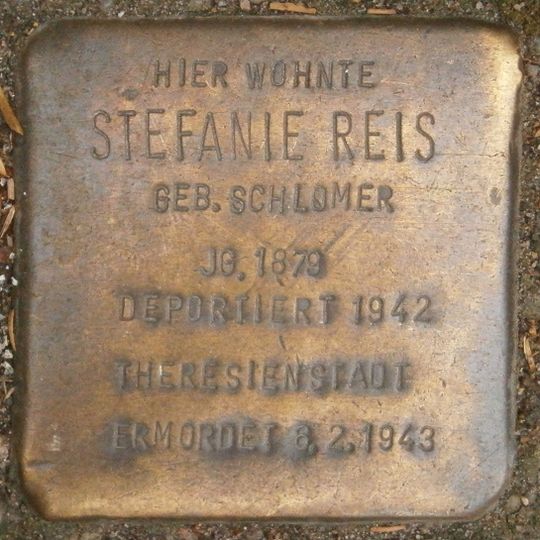 HIER WOHNTE
STEFANIE REIS
GEB. SCHLOMER
JG. 1879
DEPORTIERT 1942
THERESIENSTADT
ERMORDET 8.2.1943